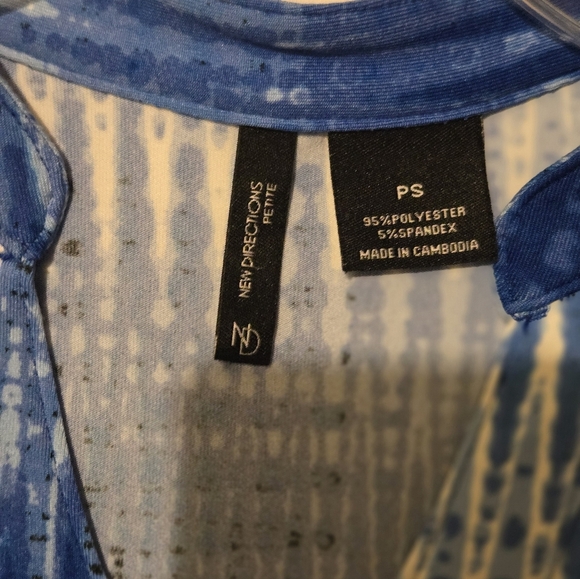 NEW DIRECTIONS
PETITE
ND
PS
95%POLYESTER
5%SPANDEX
MADE IN CAMBODIA